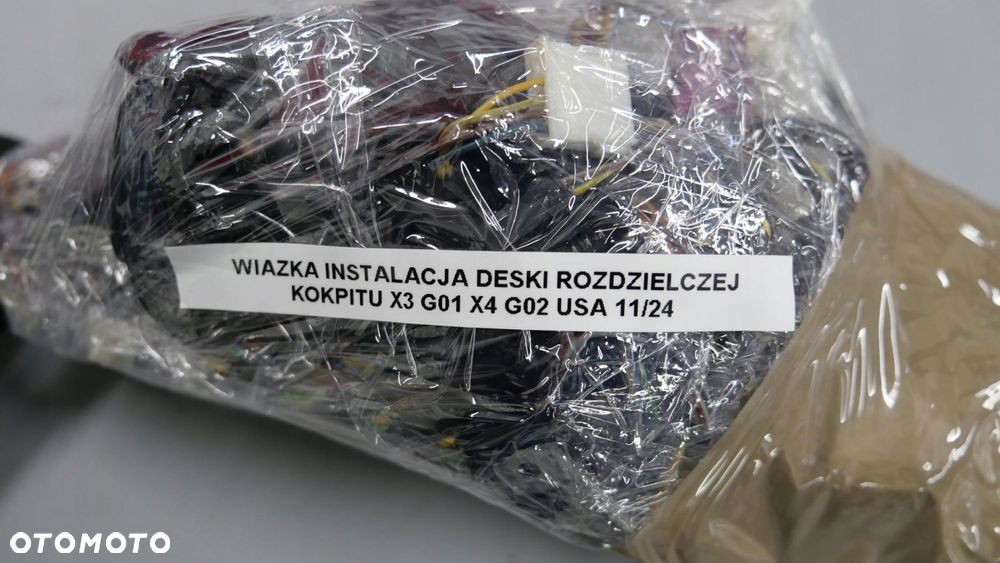 WIAZKA INSTALACJA DESKI ROZDZIELCZEJ
KOKPITU X3 G01 X4 G02 USA 11/24
OTOMOTO